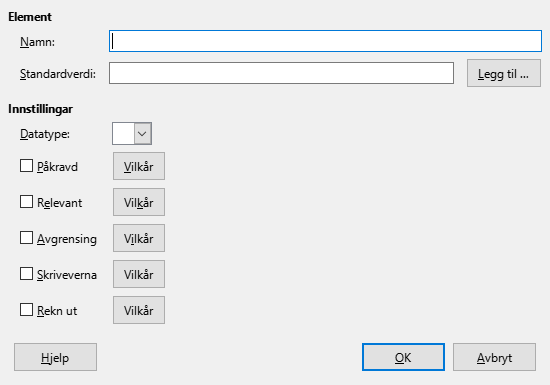 Element
Namn:
Standardverdi: Legg til ...
Innstillingar
Datatype:
Påkravd Vilkår
Relevant Vilkår
Avgrensing Vilkår
Skriveverna Vilkår
Rekn ut Vilkår
Hjelp OK Avbryt